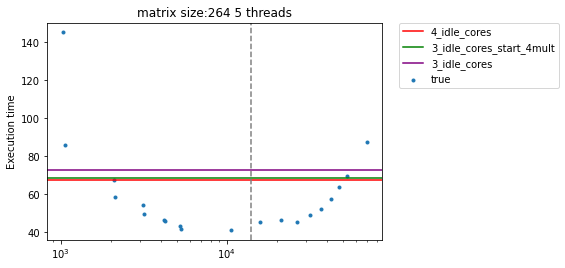 matrix size:264 5 threads
Execution time
140
120
100
80
60
40
10³
10⁴
4_idle_cores
3_idle_cores_start_4mult
3_idle_cores
true